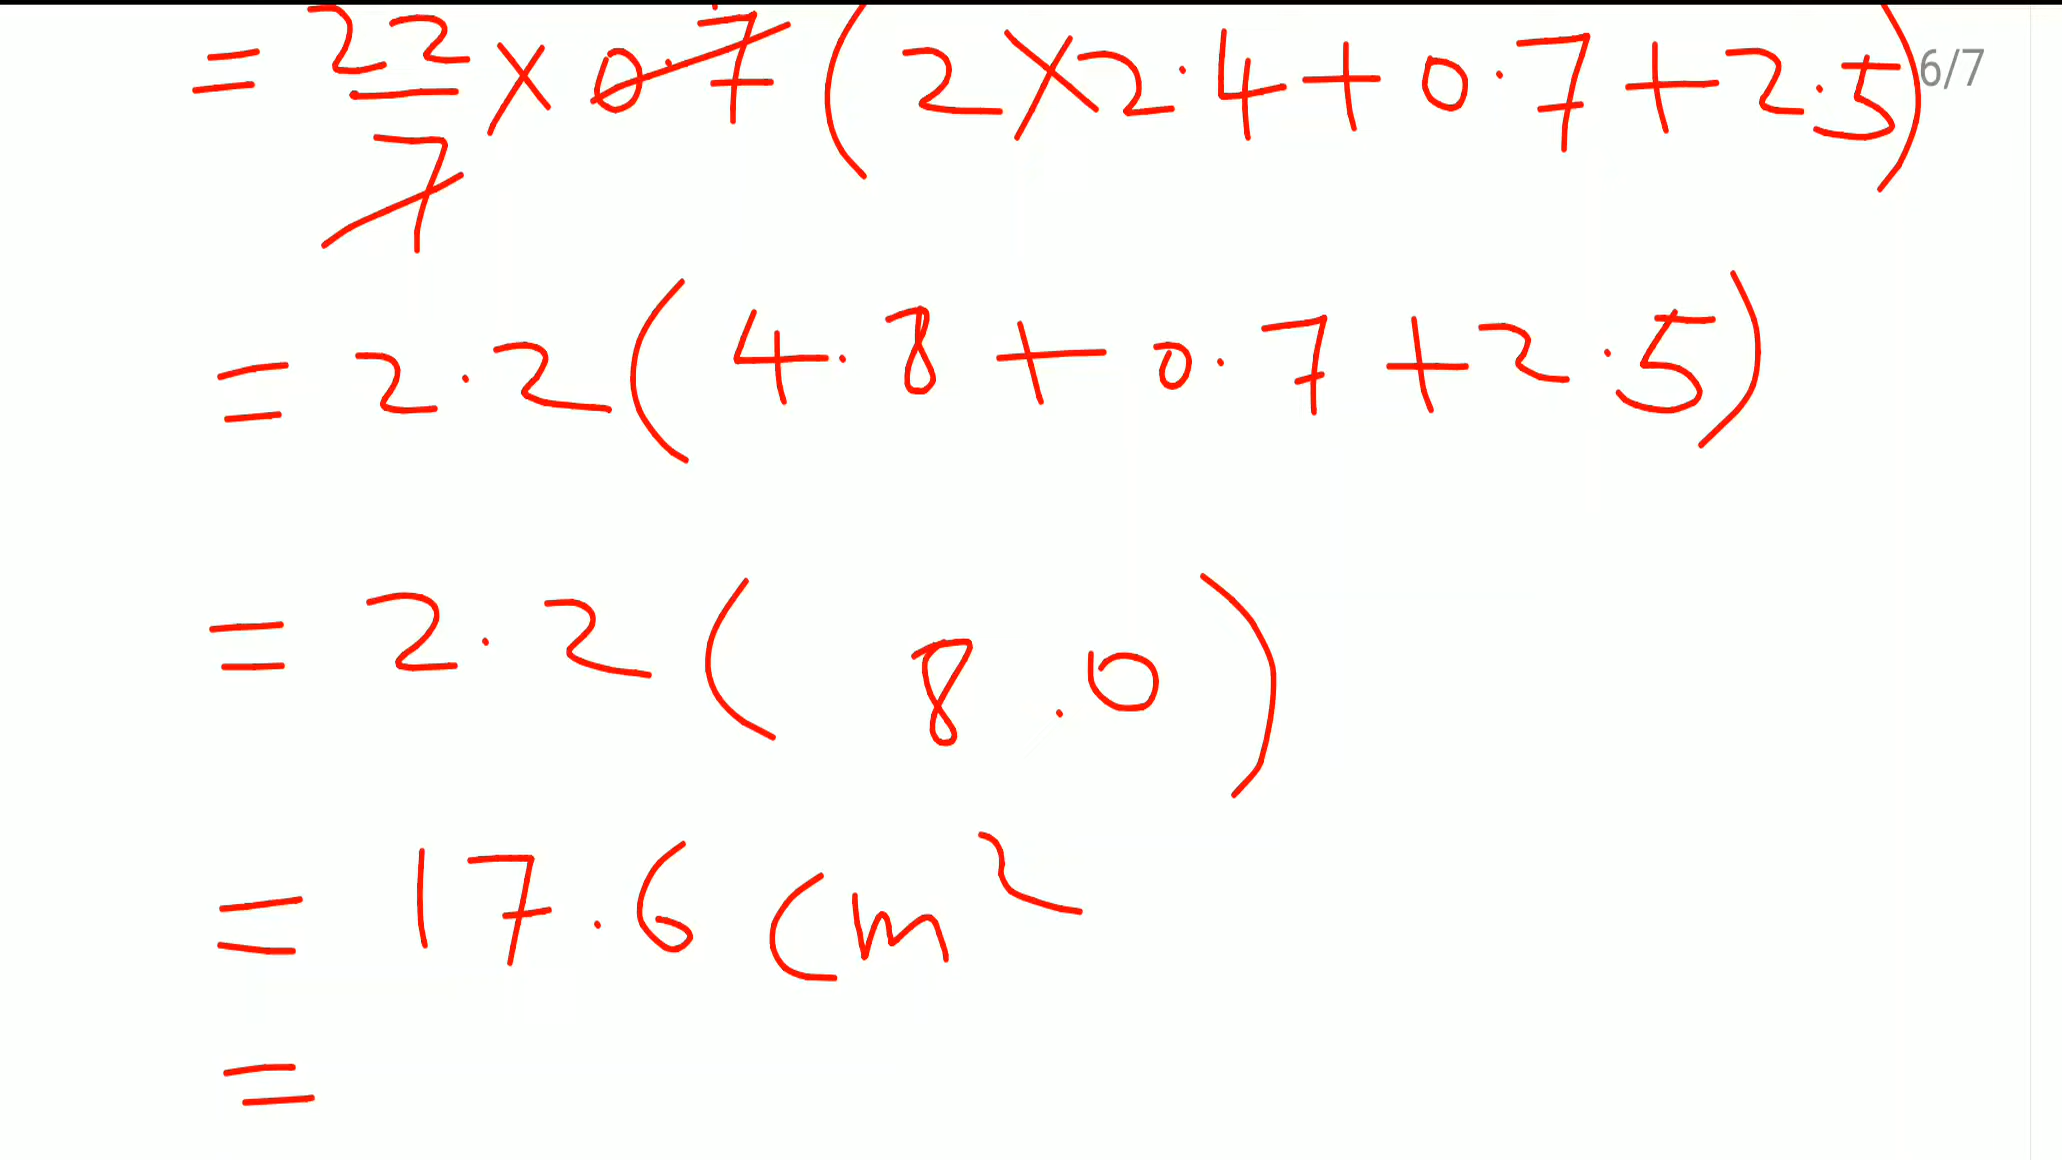 = 22/7 × 0.7 (2 × 2.4 + 0.7 + 2.5) 6/7
= 2.2 (4.8 + 0.7 + 2.5)
= 2.2 ( 8.0 )
= 17.6 cm²
=